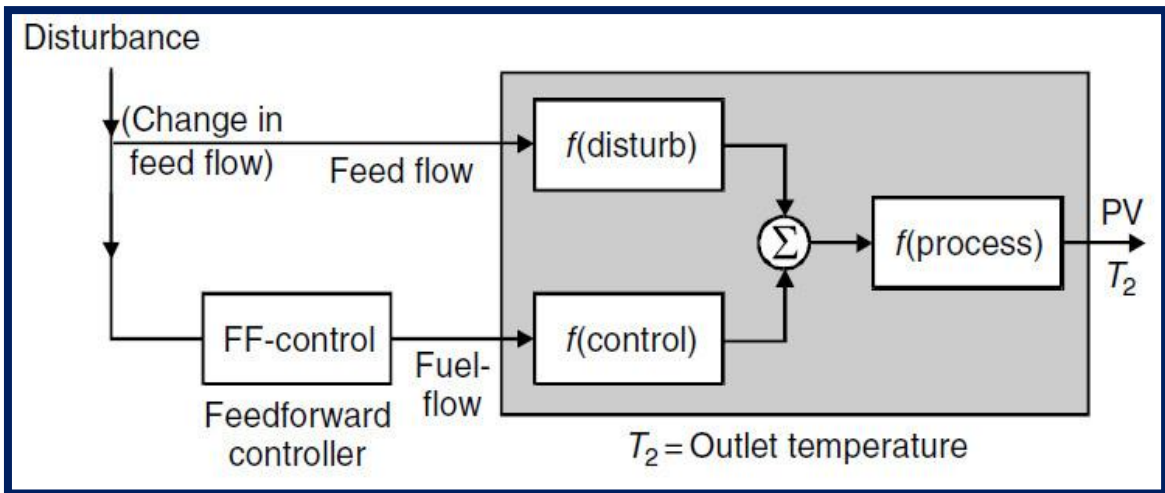 Disturbance
(Change in
feed flow)
Feed flow
f(disturb)
Σ
f(process)
PV
T₂
FF-control
Fuel-
flow
f(control)
Feedforward
controller
T₂ = Outlet temperature